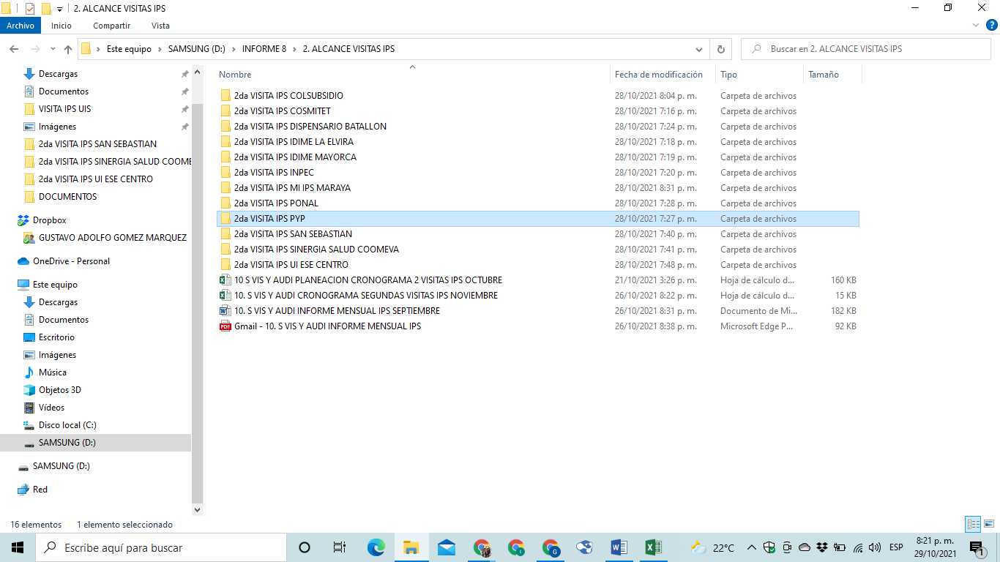 2. ALCANCE VISITAS IPS
Archivo Inicio Compartir Vista
Este equipo SAMSUNG (D:) INFORME 8 2. ALCANCE VISITAS IPS
Buscar en 2. ALCANCE VISITAS IPS
Descargas
Documentos
VISITA IPS UIS
Imágenes
2da VISITA IPS SAN SEBASTIAN
2da VISITA IPS SINERGIA SALUD COOME
2da VISITA IPS UI ESE CENTRO
DOCUMENTOS
Dropbox
GUSTAVO ADOLFO GOMEZ MARQUEZ
OneDrive - Personal
Este equipo
Descargas
Documentos
Escritorio
Imágenes
Música
Objetos 3D
Vídeos
Disco local (C:)
SAMSUNG (D:)
SAMSUNG (D:)
Red
Nombre Fecha de modificación Tipo Tamaño
2da VISITA IPS COLSUBSIDIO 28/10/2021 8:04 p. m. Carpeta de archivos
2da VISITA IPS COSMITET 28/10/2021 7:16 p. m. Carpeta de archivos
2da VISITA IPS DISPENSARIO BATALLON 28/10/2021 7:24 p. m. Carpeta de archivos
2da VISITA IPS IDIME LA ELVIRA 28/10/2021 7:18 p. m. Carpeta de archivos
2da VISITA IPS IDIME MAYORCA 28/10/2021 7:19 p. m. Carpeta de archivos
2da VISITA IPS INPEC 28/10/2021 7:20 p. m. Carpeta de archivos
2da VISITA IPS MI IPS MARAYA 28/10/2021 8:31 p. m. Carpeta de archivos
2da VISITA IPS PONAL 28/10/2021 7:28 p. m. Carpeta de archivos
2da VISITA IPS PYP 28/10/2021 7:27 p. m. Carpeta de archivos
2da VISITA IPS SAN SEBASTIAN 28/10/2021 7:40 p. m. Carpeta de archivos
2da VISITA IPS SINERGIA SALUD COOMEVA 28/10/2021 7:41 p. m. Carpeta de archivos
2da VISITA IPS UI ESE CENTRO 28/10/2021 7:48 p. m. Carpeta de archivos
10 S VIS Y AUDI PLANEACION CRONOGRAMA 2 VISITAS IPS OCTUBRE 21/10/2021 3:26 p. m. Hoja de cálculo d... 160 KB
10. S VIS Y AUDI CRONOGRAMA SEGUNDAS VISITAS IPS NOVIEMBRE 26/10/2021 8:22 p. m. Hoja de cálculo d... 15 KB
10. S VIS Y AUDI INFORME MENSUAL IPS SEPTIEMBRE 26/10/2021 8:31 p. m. Documento de Mi... 182 KB
Gmail - 10. S VIS Y AUDI INFORME MENSUAL IPS 26/10/2021 8:38 p. m. Microsoft Edge P... 92 KB
16 elementos 1 elemento seleccionado
Escribe aquí para buscar
22°C
ESP
8:21 p. m.
29/10/2021
1